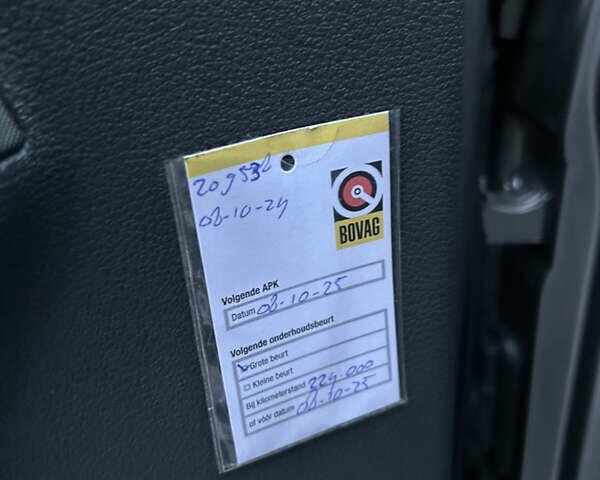 08-10-24
BOVAG
Volgende APK
Datum 08-10-25
Volgende onderhoudsbeurt
Grote beurt
Kleine beurt
Bij kilometerstand 224.000
of vóór datum 08-10-25